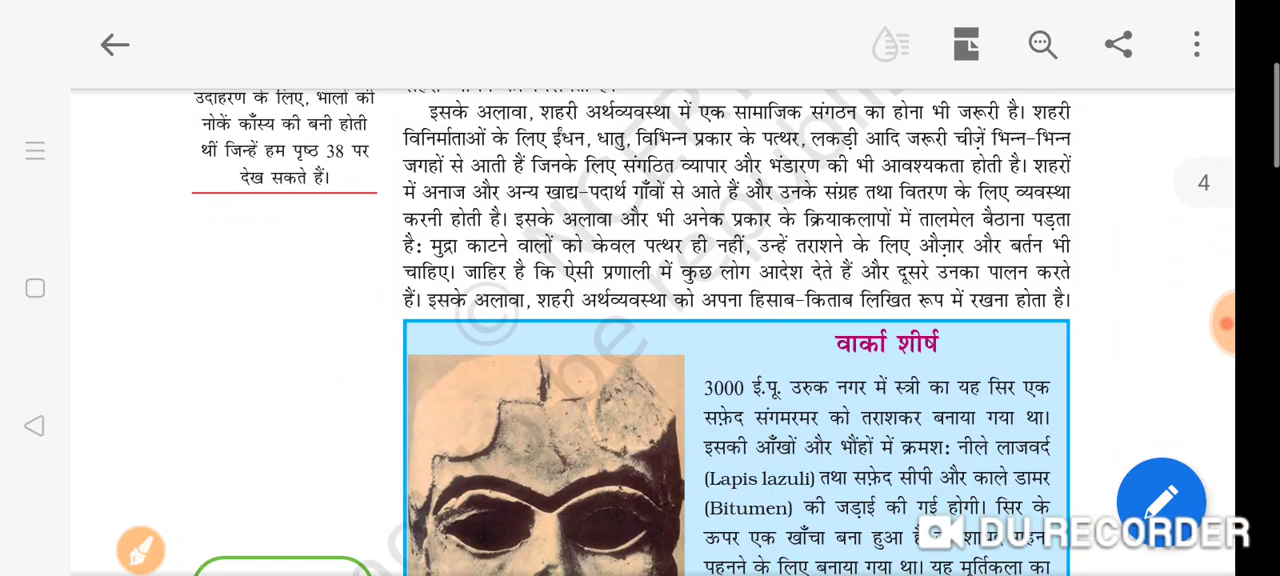 उदाहरण के लिए, भालों की
नोकें काँस्य की बनी होती
थीं जिन्हें हम पृष्ठ 38 पर
देख सकते हैं।
इसके अलावा, शहरी अर्थव्यवस्था में एक सामाजिक संगठन का होना भी जरूरी है। शहरी
विनिर्माताओं के लिए ईंधन, धातु, विभिन्न प्रकार के पत्थर, लकड़ी आदि जरूरी चीज़ें भिन्न-भिन्न
जगहों से आती हैं जिनके लिए संगठित व्यापार और भंडारण की भी आवश्यकता होती है। शहरों
में अनाज और अन्य खाद्य-पदार्थ गाँवों से आते हैं और उनके संग्रह तथा वितरण के लिए व्यवस्था
करनी होती है। इसके अलावा और भी अनेक प्रकार के क्रियाकलापों में तालमेल बैठाना पड़ता
है: मुद्रा काटने वालों को केवल पत्थर ही नहीं, उन्हें तराशने के लिए औज़ार और बर्तन भी
चाहिए। जाहिर है कि ऐसी प्रणाली में कुछ लोग आदेश देते हैं और दूसरे उनका पालन करते
हैं। इसके अलावा, शहरी अर्थव्यवस्था को अपना हिसाब-किताब लिखित रूप में रखना होता है।
4
वार्का शीर्ष
3000 ई.पू. उरुक नगर में स्त्री का यह सिर एक
सफ़ेद संगमरमर को तराशकर बनाया गया था।
इसकी आँखों और भौंहों में क्रमश: नीले लाजवर्द
(Lapis lazuli) तथा सफ़ेद सीपी और काले डामर
(Bitumen) की जड़ाई की गई होगी। सिर के
ऊपर एक खाँचा बना हुआ
पहनने के लिए बनाया गया था। यह मूर्तिकला का
DU RECORDER